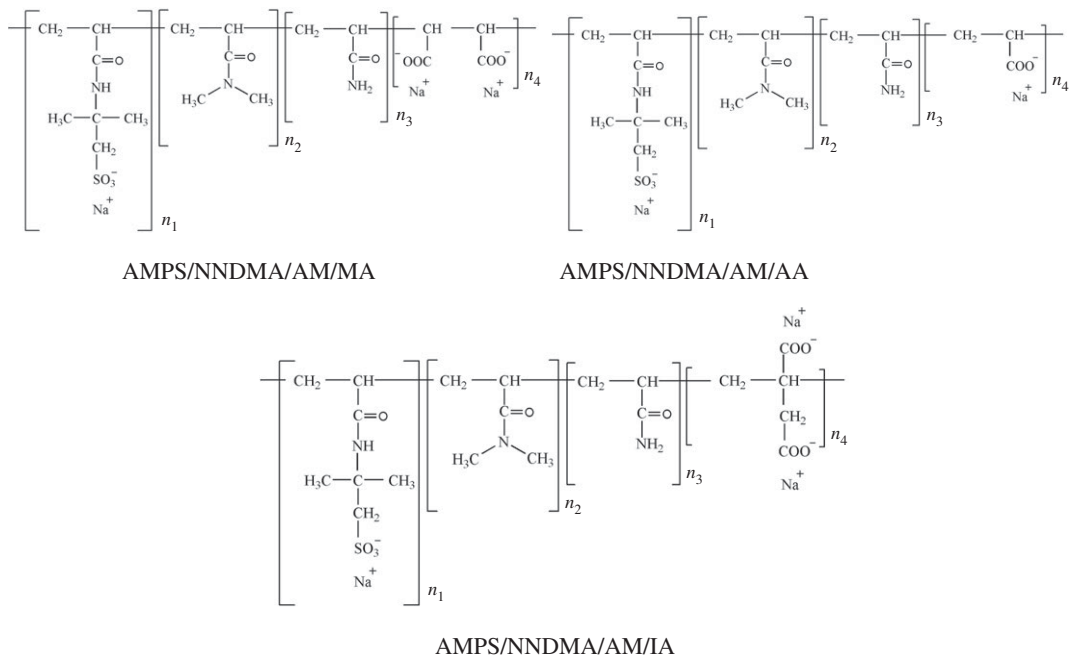 CH₂ CH CH₂ CH CH₂ CH CH CH
C=O C=O C=O ⁻OOC COO⁻
NH N NH₂ Na⁺ Na⁺ n₄
H₃C CH₃ n₃
H₃C C CH₃ n₂
CH₂
SO₃⁻
Na⁺ n₁
AMPS/NNDMA/AM/MA
CH₂ CH CH₂ CH CH₂ CH CH₂ CH
C=O C=O C=O COO⁻
NH N NH₂ Na⁺ n₄
H₃C CH₃ n₃
H₃C C CH₃ n₂
CH₂
SO₃⁻
Na⁺ n₁
AMPS/NNDMA/AM/AA
Na⁺
COO⁻
CH₂ CH CH₂ CH CH₂ CH CH₂ CH
C=O C=O C=O CH₂
NH N NH₂ COO⁻ n₄
H₃C CH₃ n₃ Na⁺
H₃C C CH₃ n₂
CH₂
SO₃⁻
Na⁺ n₁
AMPS/NNDMA/AM/IA